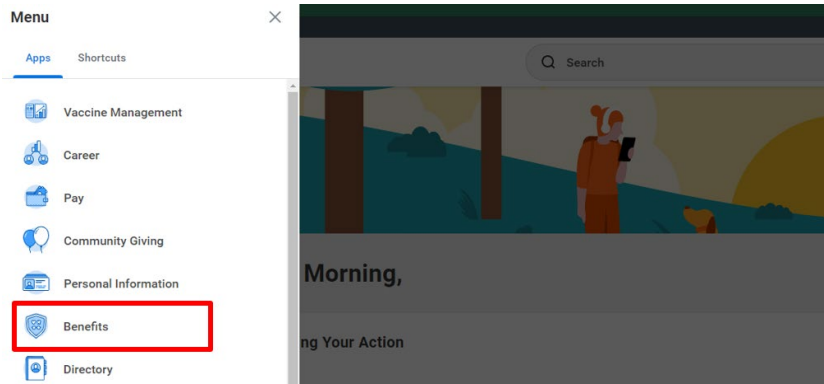 Menu
Apps
Shortcuts
Search
Vaccine Management
Career
Pay
Community Giving
Personal Information
Benefits
Directory
Morning,
ng Your Action